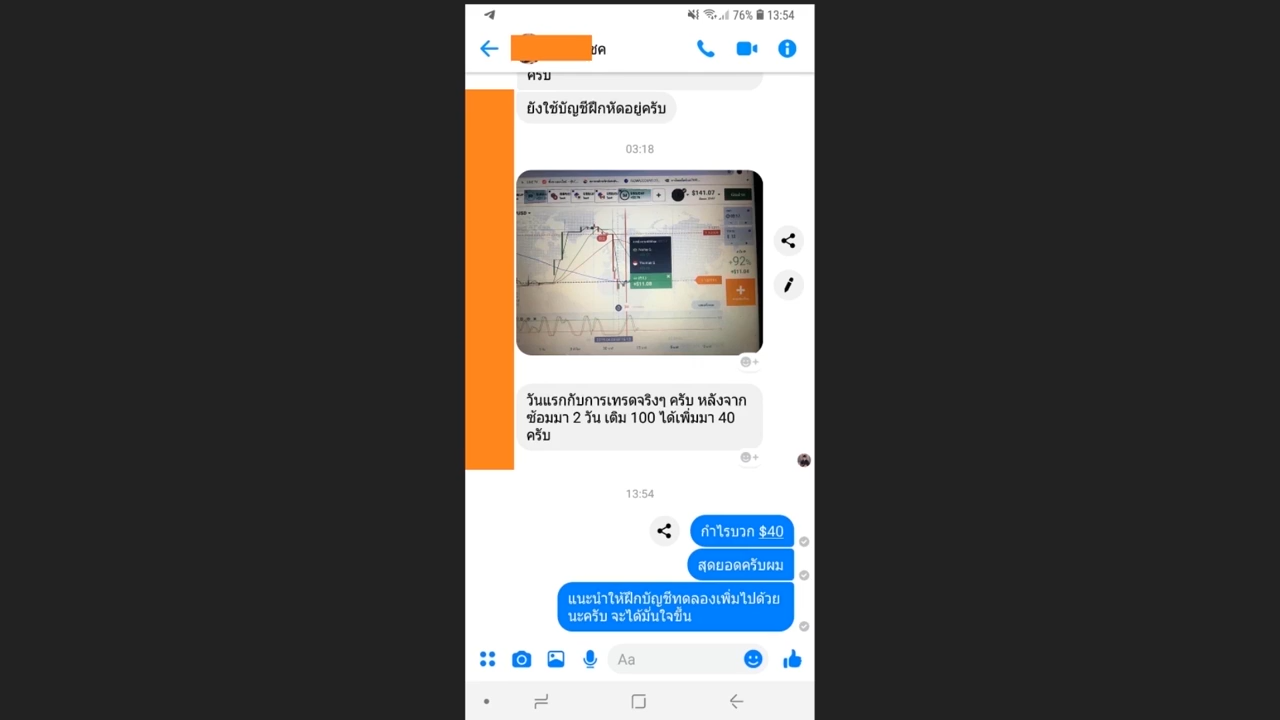 76% 13:54
ชค
ครับ
ยังใช้บัญชีฝึกหัดอยู่ครับ
03:18
$141.07
+92%
+$11.08
+$11.08
วันแรกกับการเทรดจริงๆ ครับ หลังจาก
ซ้อมมา 2 วัน เดิม 100 ได้เพิ่มมา 40
ครับ
13:54
กำไรบวก $40
สุดยอดครับผม
แนะนำให้ฝึกบัญชีทดลองเพิ่มไปด้วย
นะครับ จะได้มั่นใจขึ้น
Aa